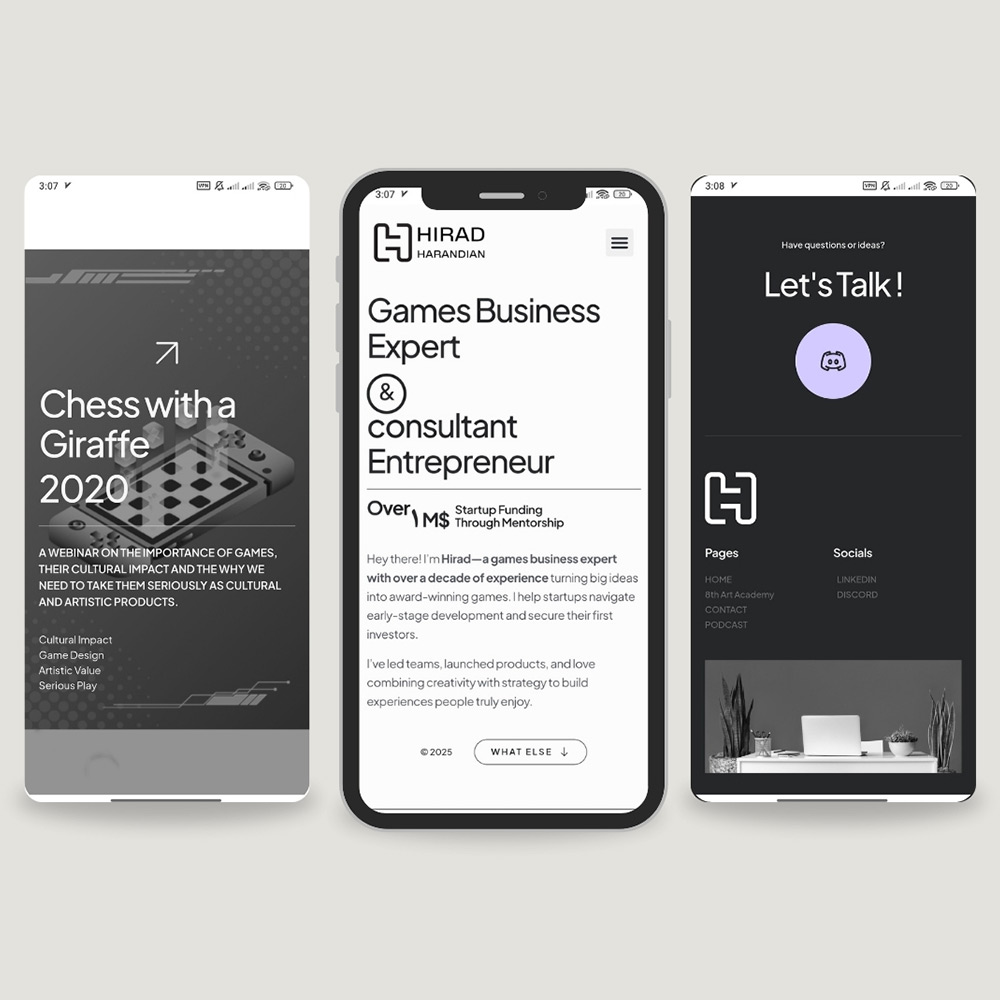 3:07
VPN
20
Chess with a
Giraffe
2020
A WEBINAR ON THE IMPORTANCE OF GAMES,
THEIR CULTURAL IMPACT AND THE WHY WE
NEED TO TAKE THEM SERIOUSLY AS CULTURAL
AND ARTISTIC PRODUCTS.
Cultural Impact
Game Design
Artistic Value
Serious Play
3:07
20
HIRAD
HARANDIAN
Games Business
Expert
&
consultant
Entrepreneur
Over 1 M$ Startup Funding
Through Mentorship
Hey there! I'm Hirad—a games business expert
with over a decade of experience turning big ideas
into award-winning games. I help startups navigate
early-stage development and secure their first
investors.
I've led teams, launched products, and love
combining creativity with strategy to build
experiences people truly enjoy.
© 2025 WHAT ELSE ↓
3:08
VPN
20
Have questions or ideas?
Let's Talk !
Pages
HOME
8th Art Academy
CONTACT
PODCAST
Socials
LINKEDIN
DISCORD